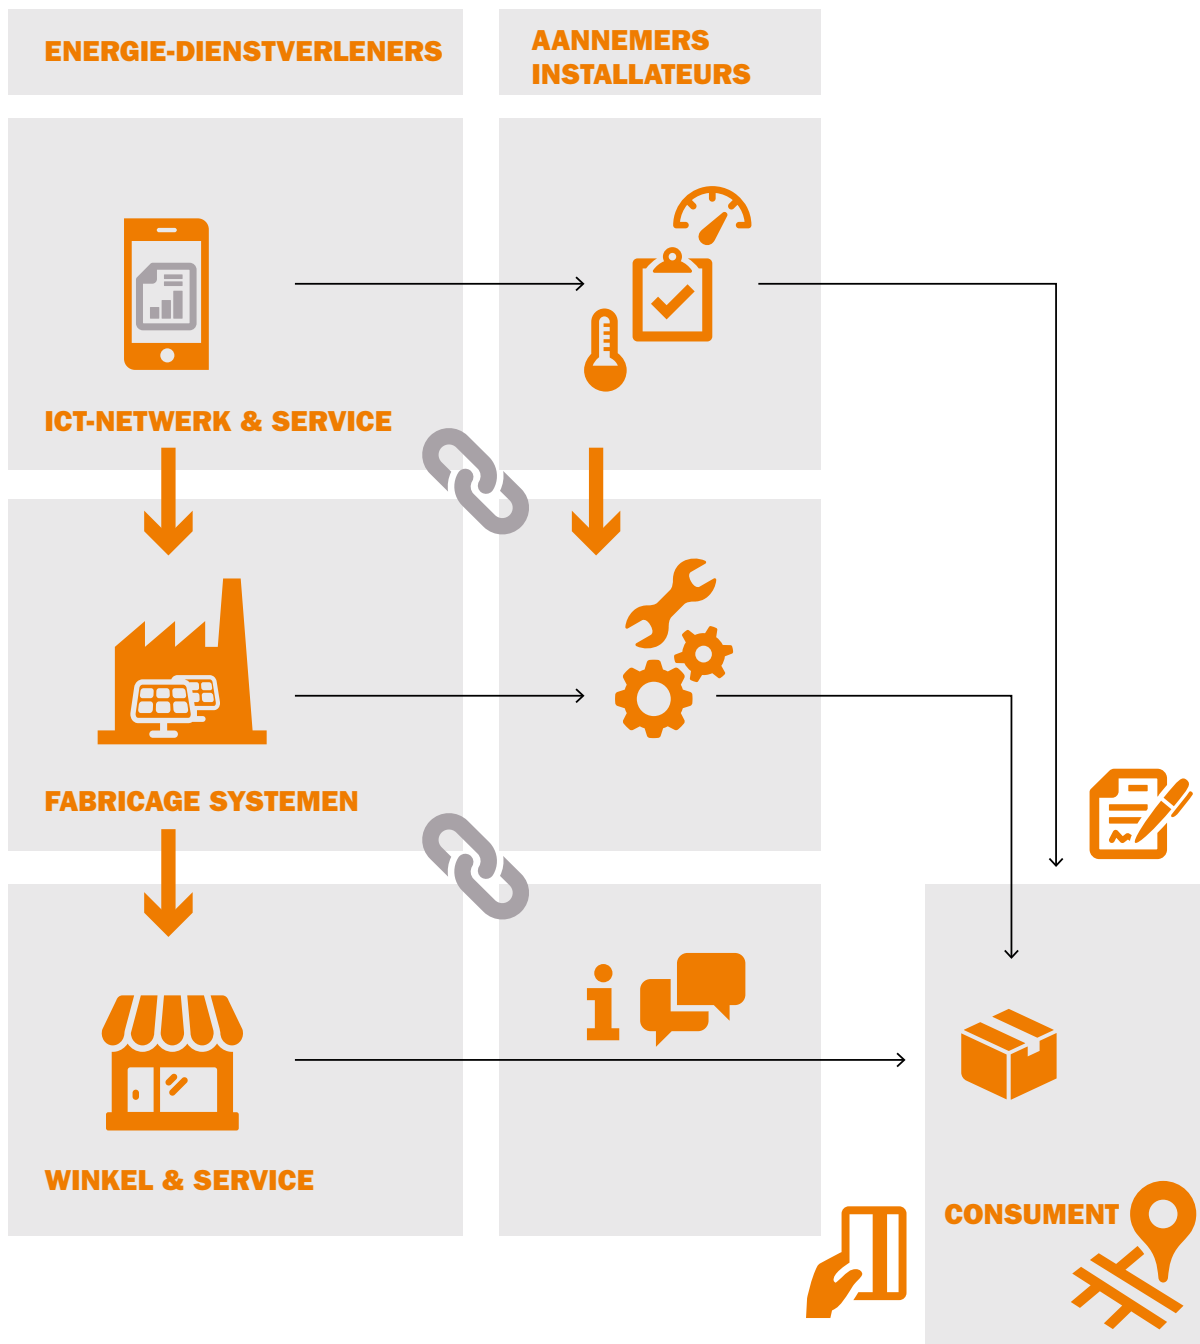 ENERGIE-DIENSTVERLENERS
AANNEMERS
INSTALLATEURS
ICT-NETWERK & SERVICE
FABRICAGE SYSTEMEN
WINKEL & SERVICE
CONSUMENT